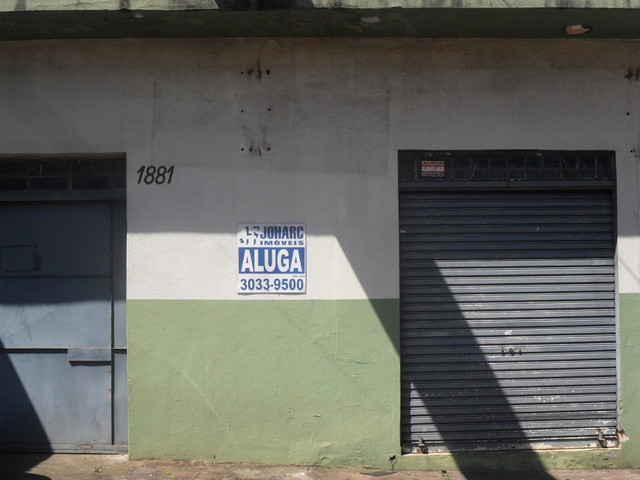 1881
JOHARC
IMÓVEIS
ALUGA
3033-9500